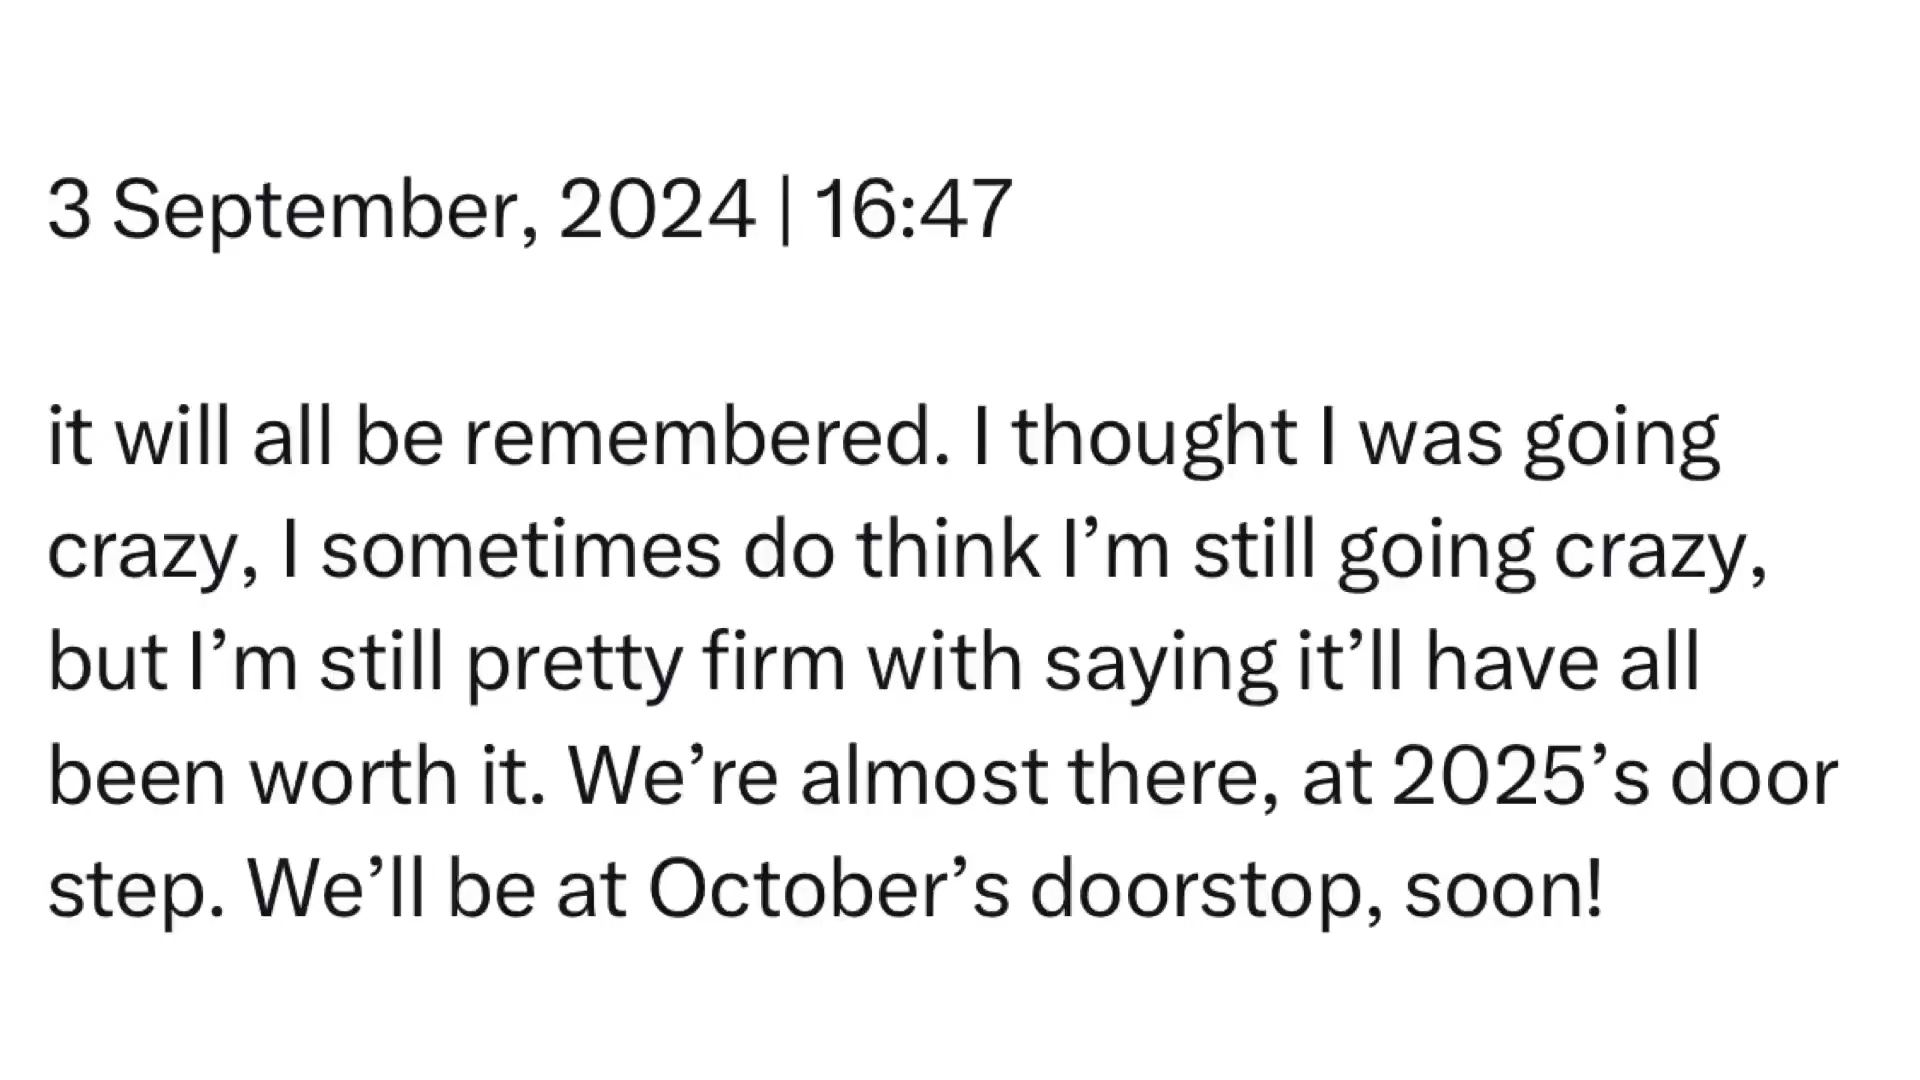 3 September, 2024 | 16:47
it will all be remembered. I thought I was going
crazy, I sometimes do think I’m still going crazy,
but I’m still pretty firm with saying it’ll have all
been worth it. We’re almost there, at 2025’s door
step. We’ll be at October’s doorstop, soon!